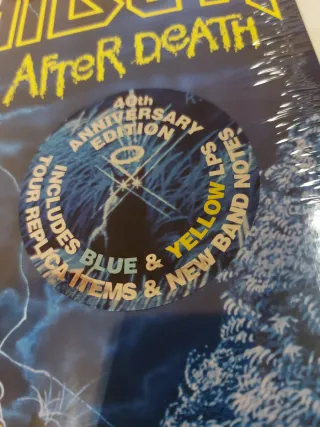 AFTER DEATH
40th
ANNIVERSARY
EDITION
INCLUDES BLUE & YELLOW LPS
TOUR REPLICA ITEMS & NEW BAND NOTES